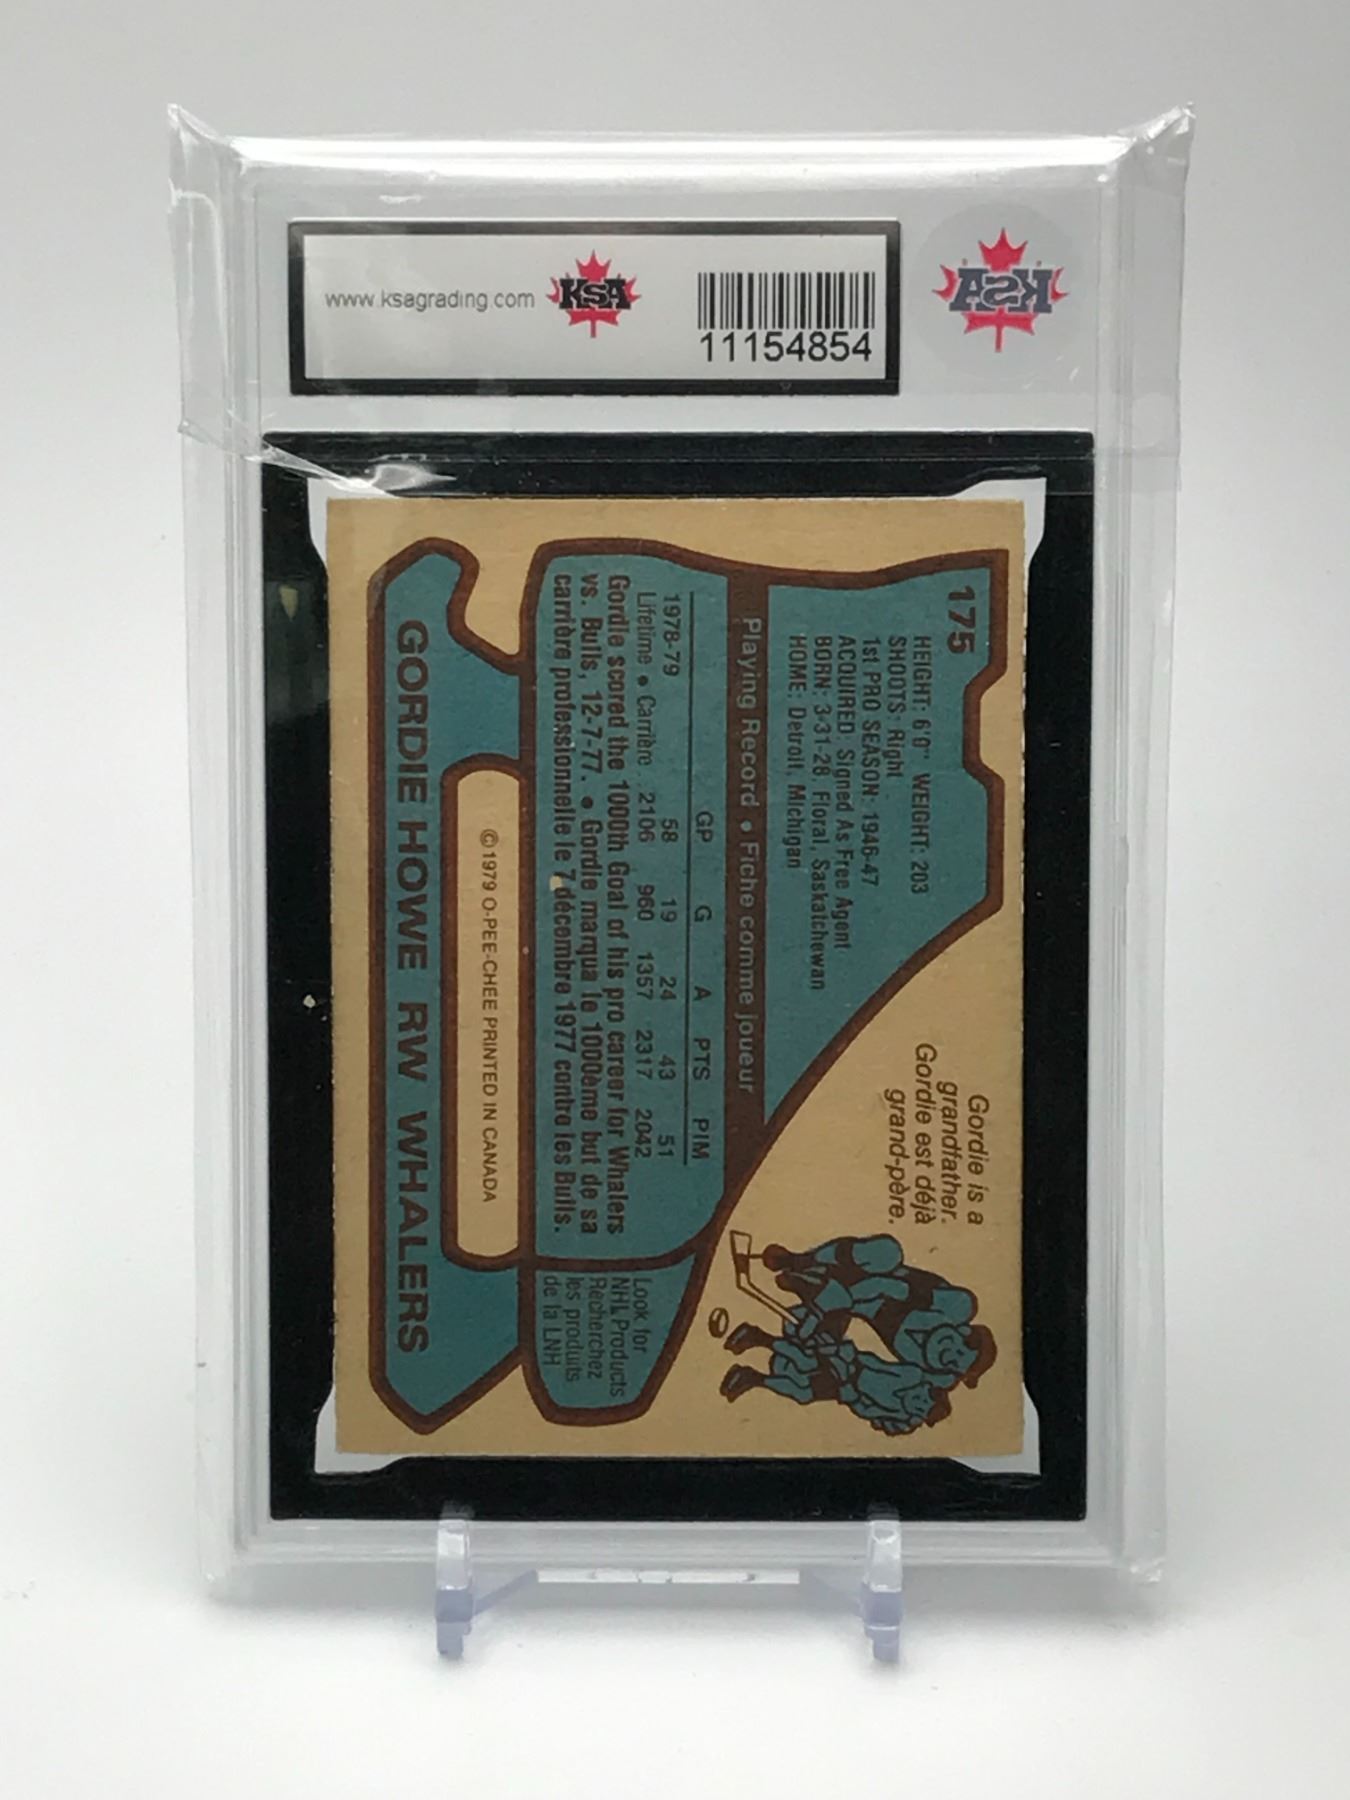 www.ksagrading.com
KSA
11154854
KSA
175
HEIGHT: 6'0" WEIGHT: 203
SHOOTS: Right
1st PRO SEASON: 1946-47
ACQUIRED: Signed As Free Agent
BORN: 3-31-28, Floral, Saskatchewan
HOME: Detroit, Michigan
Gordie is a
grandfather.
Gordie est déjà
grand-père.
Playing Record • Fiche comme joueur
GP G A PTS PIM
1978-79 58 19 24 43 51
Lifetime • Carrière 2106 960 1357 2317 2042
Gordie scored the 1000th Goal of his pro career for Whalers
vs. Bulls, 12-7-77. • Gordie marqua le 1000ème but de sa
carrière professionnelle le 7 décembre 1977 contre les Bulls.
Look for
NHL Products
Recherchez
les produits
de la LNH
©1979 O-PEE-CHEE PRINTED IN CANADA
GORDIE HOWE RW WHALERS